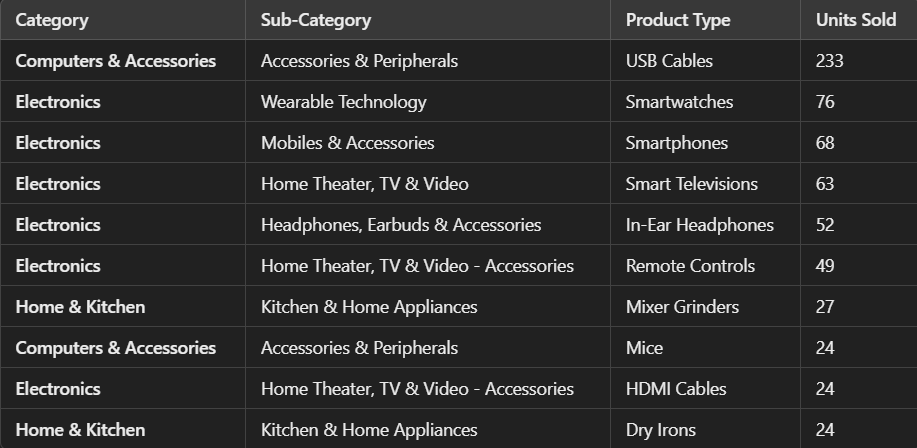 Category Sub-Category Product Type Units Sold
Computers & Accessories Accessories & Peripherals USB Cables 233
Electronics Wearable Technology Smartwatches 76
Electronics Mobiles & Accessories Smartphones 68
Electronics Home Theater, TV & Video Smart Televisions 63
Electronics Headphones, Earbuds & Accessories In-Ear Headphones 52
Electronics Home Theater, TV & Video - Accessories Remote Controls 49
Home & Kitchen Kitchen & Home Appliances Mixer Grinders 27
Computers & Accessories Accessories & Peripherals Mice 24
Electronics Home Theater, TV & Video - Accessories HDMI Cables 24
Home & Kitchen Kitchen & Home Appliances Dry Irons 24